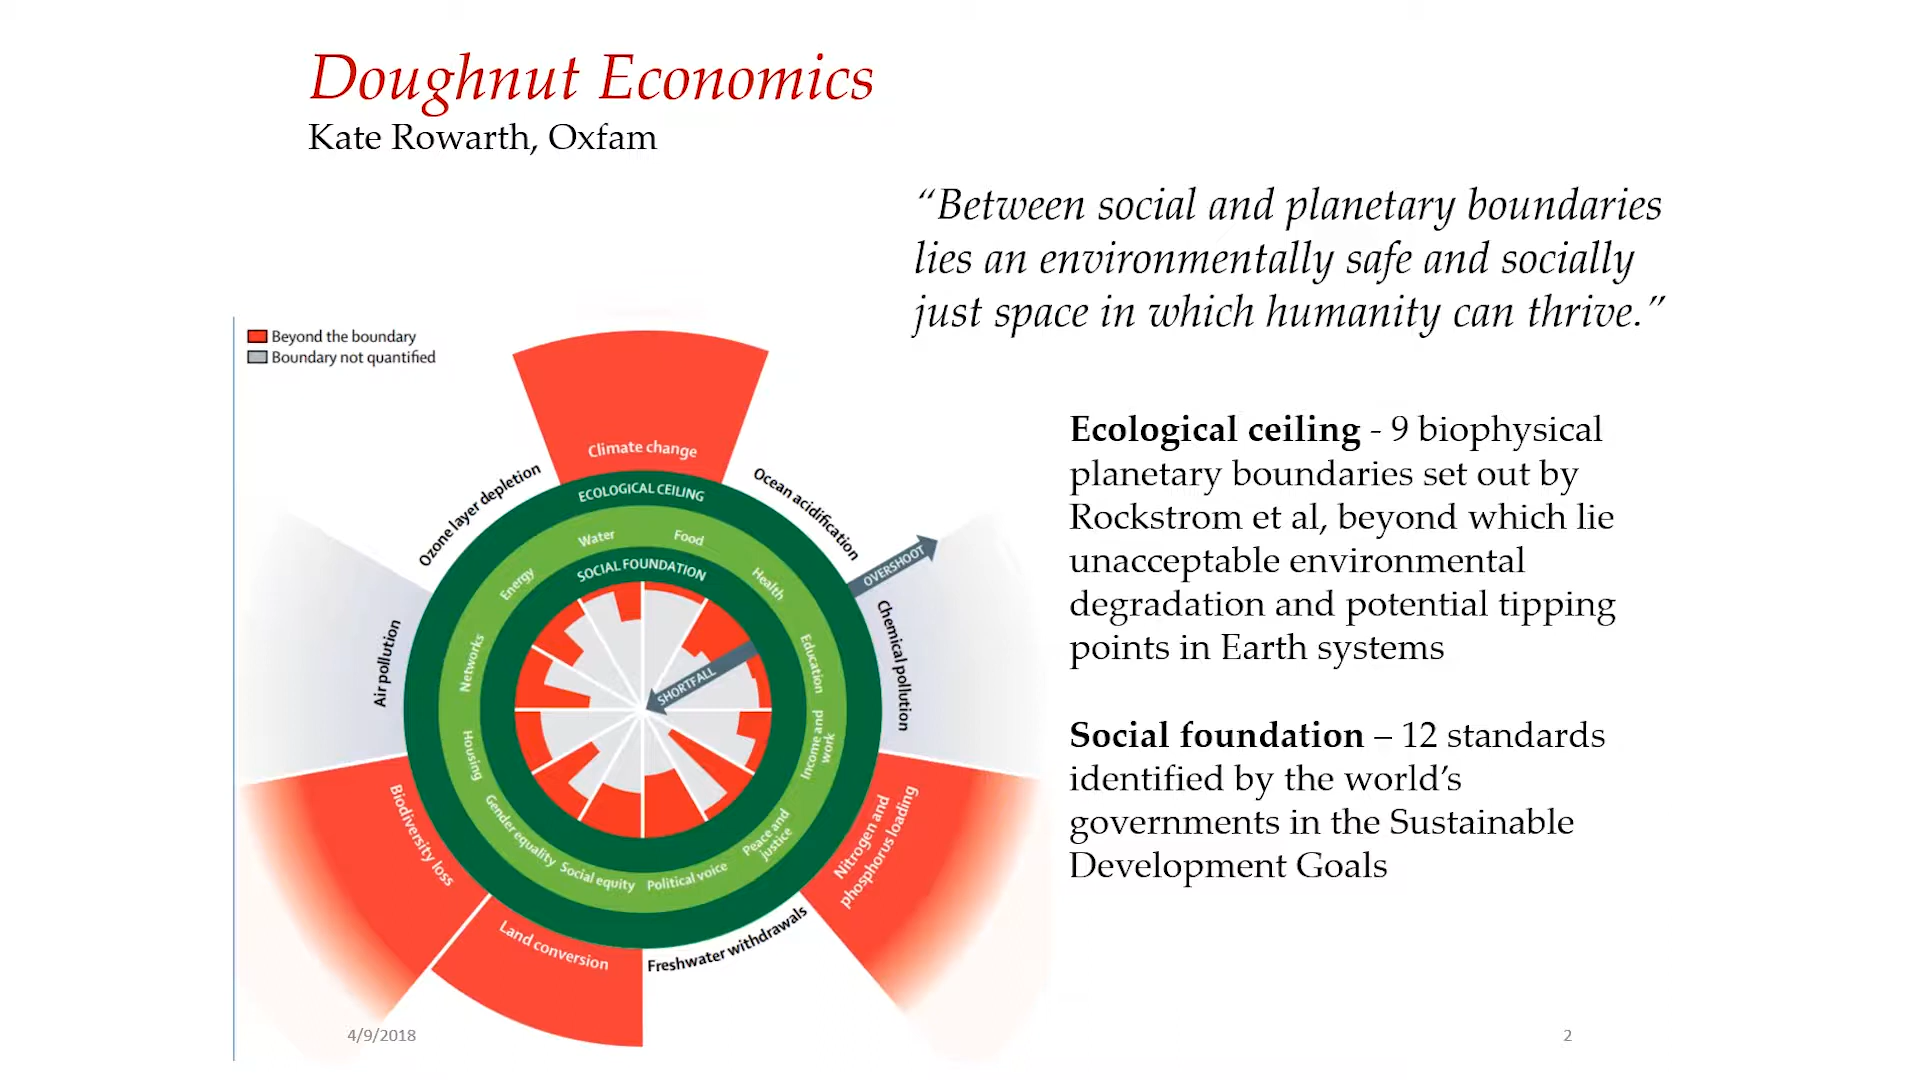 Doughnut Economics
Kate Rowarth, Oxfam
“Between social and planetary boundaries
lies an environmentally safe and socially
just space in which humanity can thrive.”
Beyond the boundary
Boundary not quantified
Climate change
Ozone layer depletion
Ocean acidification
ECOLOGICAL CEILING
Water
Food
OVERSHOOT
SOCIAL FOUNDATION
Energy
Health
Air pollution
Networks
SHORTFALL
Education
Chemical pollution
Housing
Income and
work
Biodiversity loss
Gender equality
Social equity
Political voice
Peace and
justice
Nitrogen and
phosphorus loading
Land conversion
Freshwater withdrawals
Ecological ceiling - 9 biophysical
planetary boundaries set out by
Rockstrom et al, beyond which lie
unacceptable environmental
degradation and potential tipping
points in Earth systems
Social foundation – 12 standards
identified by the world’s
governments in the Sustainable
Development Goals
4/9/2018
2